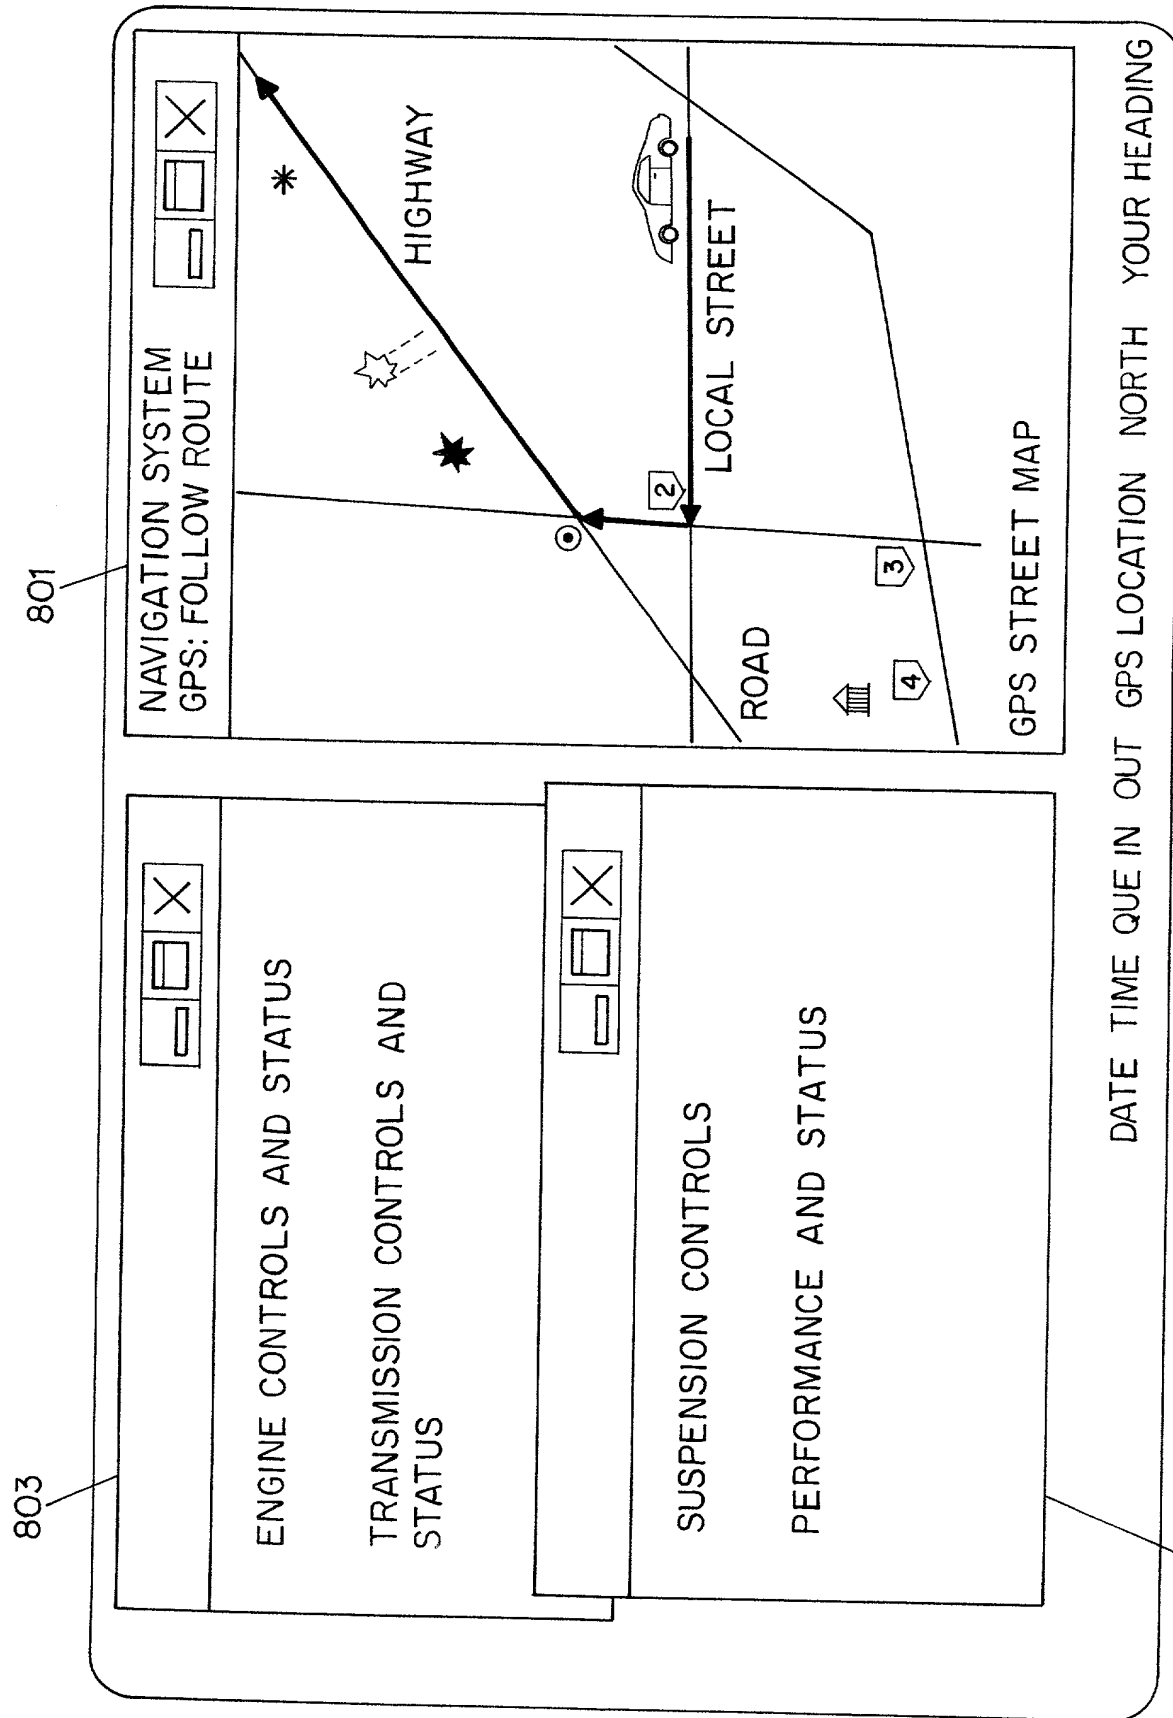 803
801
ENGINE CONTROLS AND STATUS
TRANSMISSION CONTROLS AND
STATUS
SUSPENSION CONTROLS
PERFORMANCE AND STATUS
NAVIGATION SYSTEM
GPS: FOLLOW ROUTE
HIGHWAY
2
LOCAL STREET
ROAD
3
4
GPS STREET MAP
DATE TIME QUE IN OUT GPS LOCATION NORTH YOUR HEADING